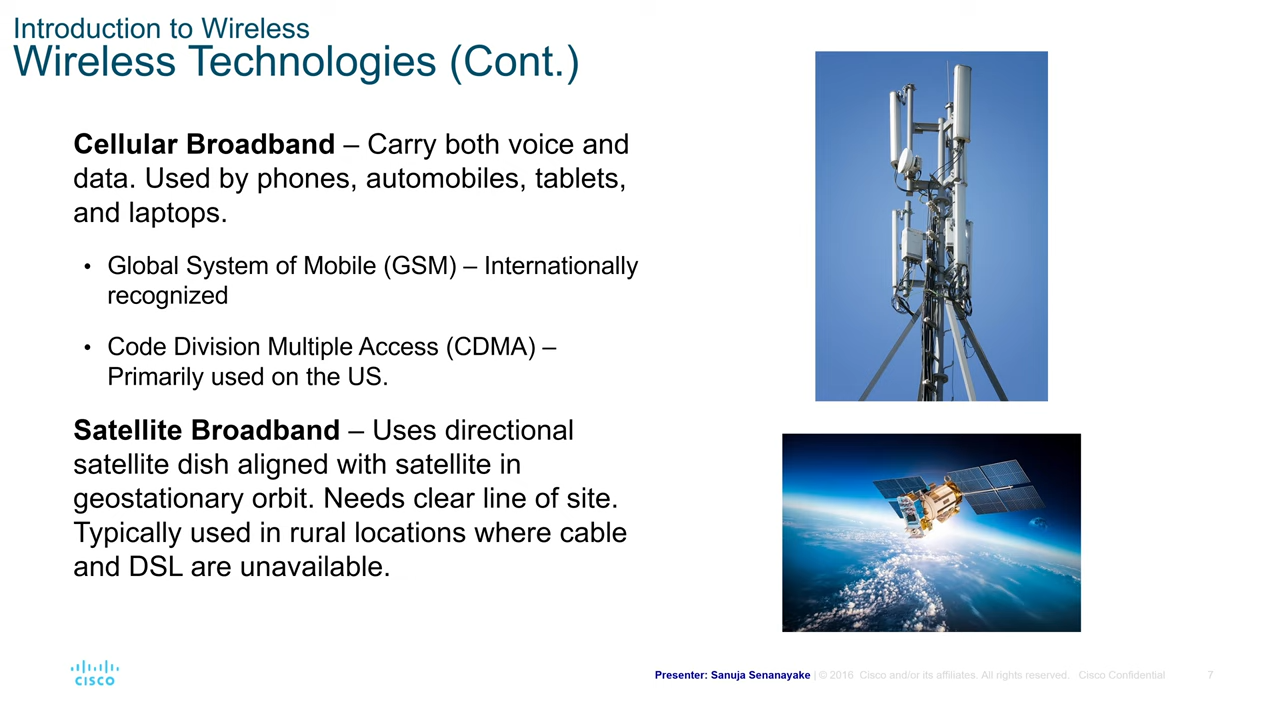 Introduction to Wireless
Wireless Technologies (Cont.)
Cellular Broadband – Carry both voice and
data. Used by phones, automobiles, tablets,
and laptops.
• Global System of Mobile (GSM) – Internationally
recognized
• Code Division Multiple Access (CDMA) –
Primarily used on the US.
Satellite Broadband – Uses directional
satellite dish aligned with satellite in
geostationary orbit. Needs clear line of site.
Typically used in rural locations where cable
and DSL are unavailable.
CISCO
Presenter: Sanuja Senanayake | © 2016 Cisco and/or its affiliates. All rights reserved. Cisco Confidential 7